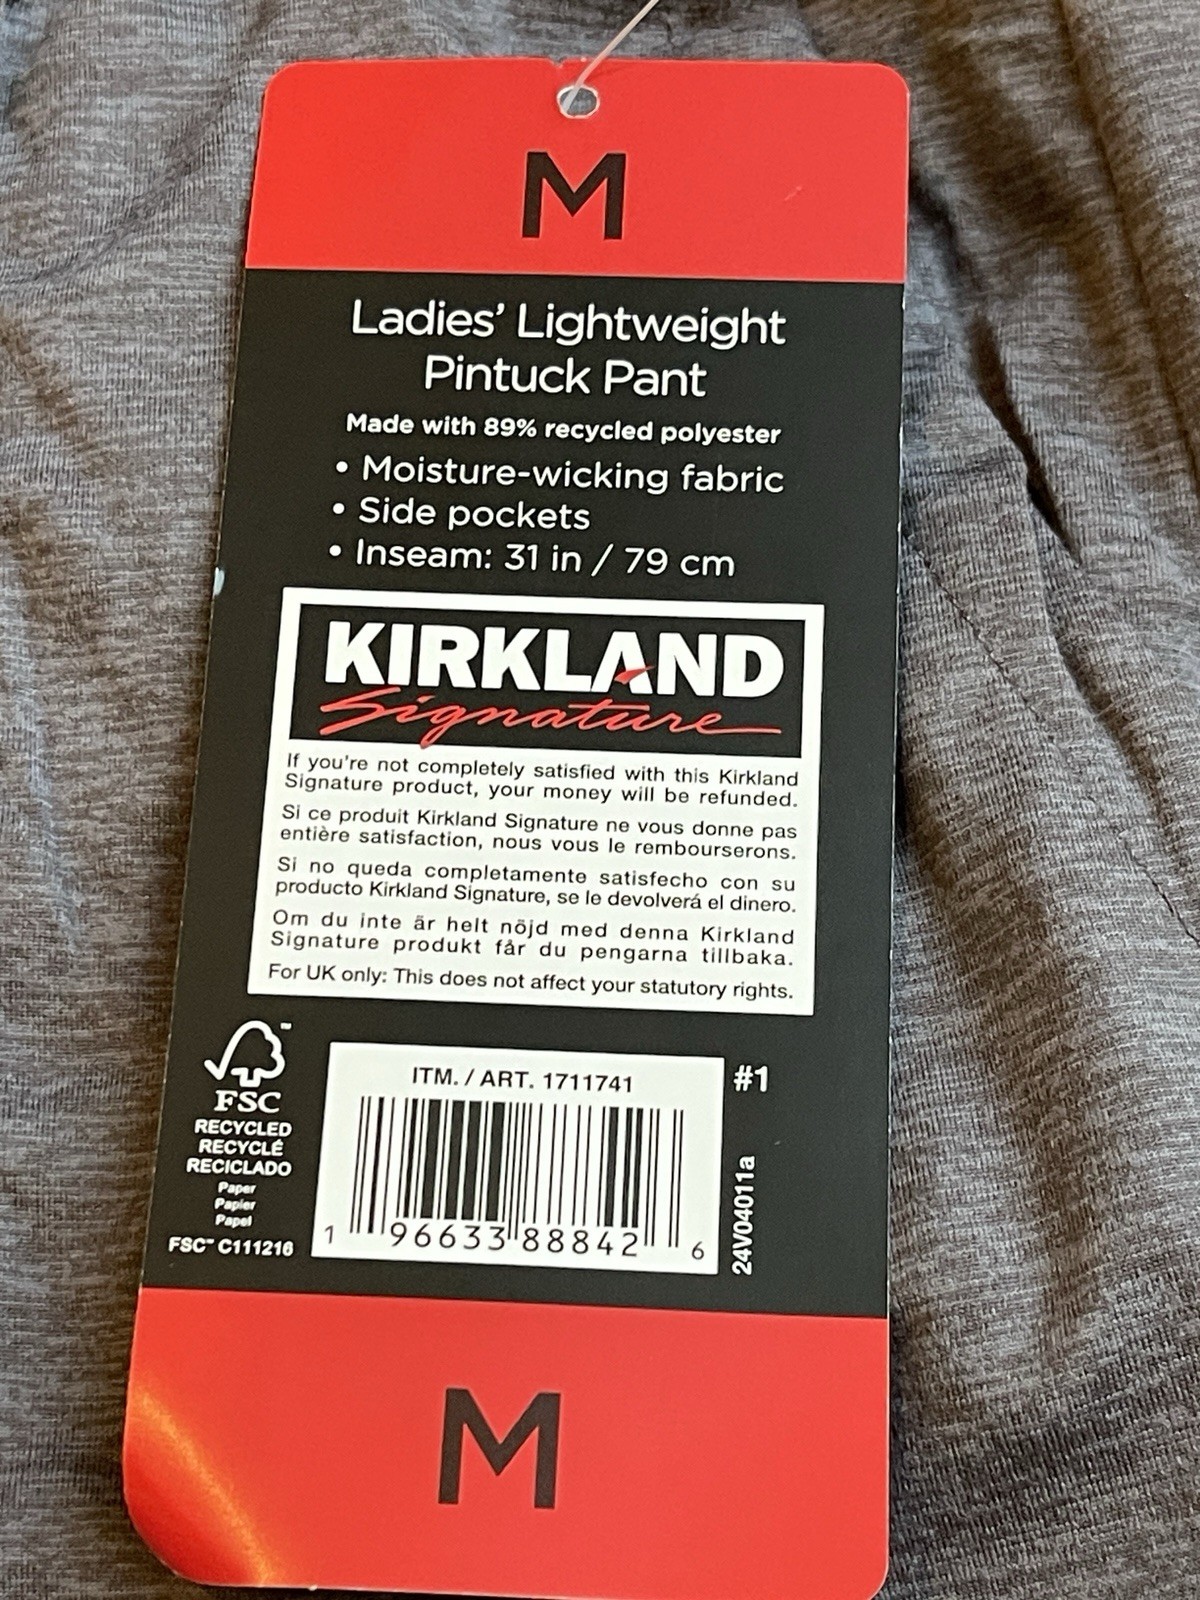 M
Ladies’ Lightweight
Pintuck Pant
Made with 89% recycled polyester
• Moisture-wicking fabric
• Side pockets
• Inseam: 31 in / 79 cm
KIRKLAND
Signature
If you're not completely satisfied with this Kirkland
Signature product, your money will be refunded.
Si ce produit Kirkland Signature ne vous donne pas
entière satisfaction, nous vous le rembourserons.
Si no queda completamente satisfecho con su
producto Kirkland Signature, se le devolverá el dinero.
Om du inte är helt nöjd med denna Kirkland
Signature produkt får du pengarna tillbaka.
For UK only: This does not affect your statutory rights.
FSC™
RECYCLED
RECYCLÉ
RECICLADO
Paper
Papier
Papel
FSC™ C111216
ITM. / ART. 1711741
1 96633 88842 6
#1
24V04011a
M